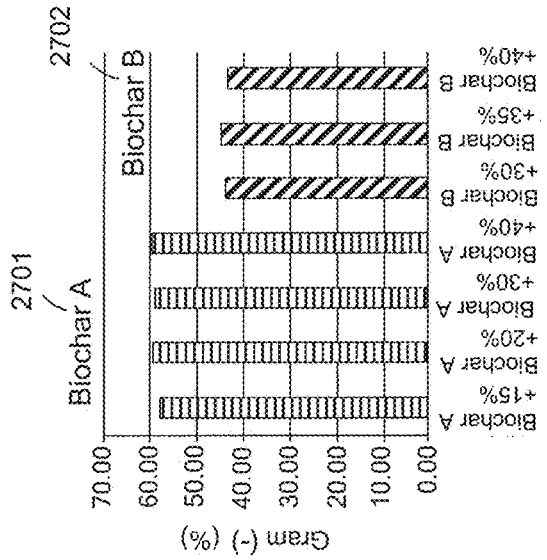 2701
Biochar A
2702
Biochar B
Gram (-) (%)
70.00
60.00
50.00
40.00
30.00
20.00
10.00
0.00
Biochar A
+15%
Biochar A
+20%
Biochar A
+30%
Biochar A
+40%
Biochar B
+30%
Biochar B
+35%
Biochar B
+40%